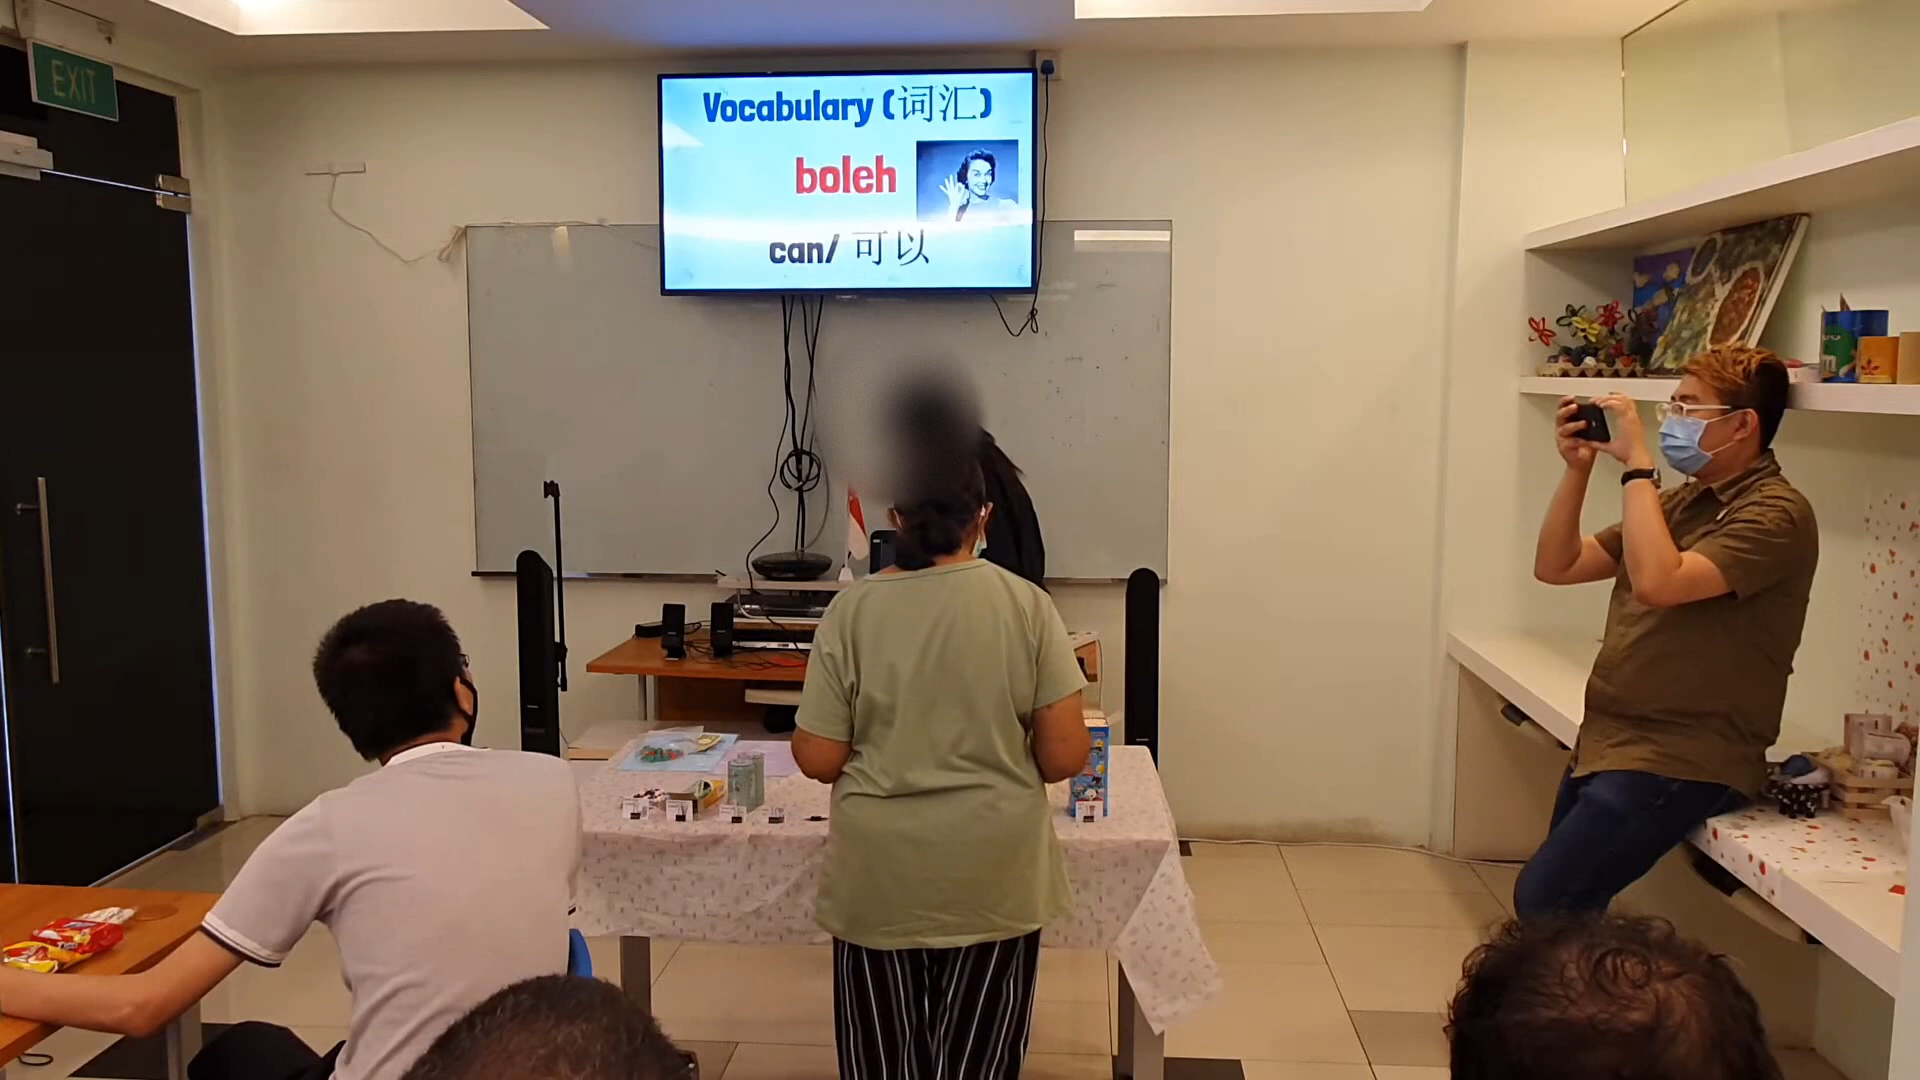 EXIT
Vocabulary (词汇)
boleh
can/ 可以